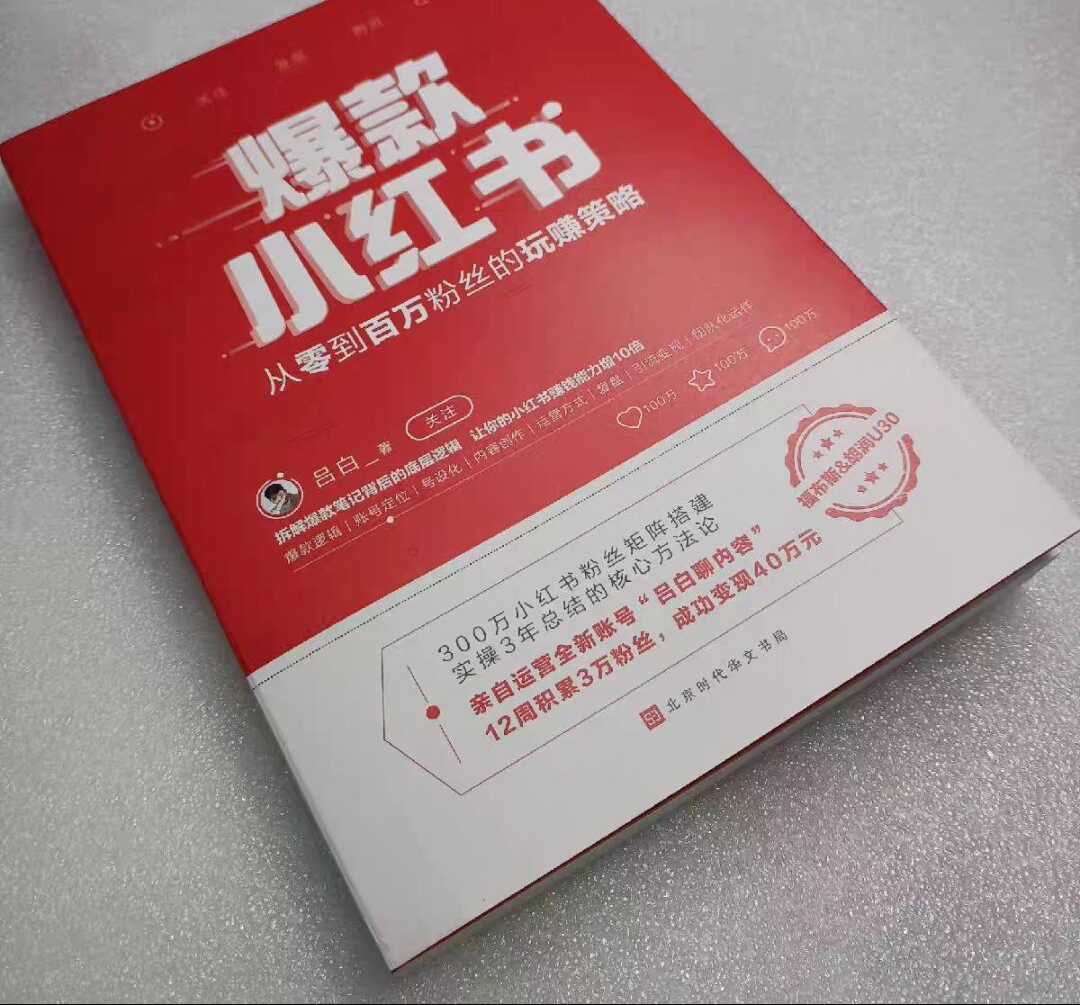 关注
发现
爆款
小红书
从零到百万粉丝的玩赚策略
吕白_著
关注
拆解爆款笔记背后的底层逻辑 让你的小红书赚钱能力增10倍
爆款逻辑|账号定位|号设化|内容创作|运营方式|复盘|引流变现|团队化运作
100万
100万
100万
福布斯&胡润U30
300万小红书粉丝矩阵搭建
实操3年总结的核心方法论
亲自运营全新账号“吕白聊内容”
12周积累3万粉丝，成功变现40万元
北京时代华文书局